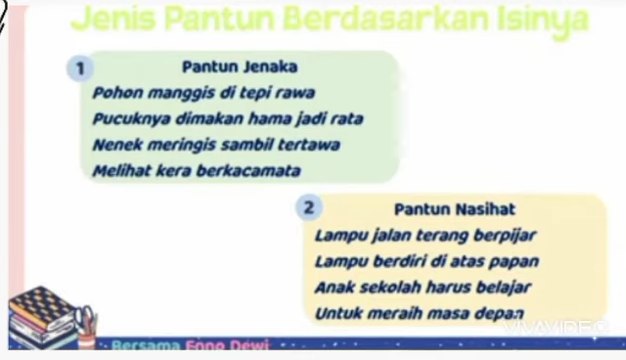 Jenis Pantun Berdasarkan Isinya
1
Pantun Jenaka
Pohon manggis di tepi rawa
Pucuknya dimakan hama jadi rata
Nenek meringis sambil tertawa
Melihat kera berkacamata
2
Pantun Nasihat
Lampu jalan terang berpijar
Lampu berdiri di atas papan
Anak sekolah harus belajar
Untuk meraih masa depan
VIVAVIDEO
Bersama Enno Dewi